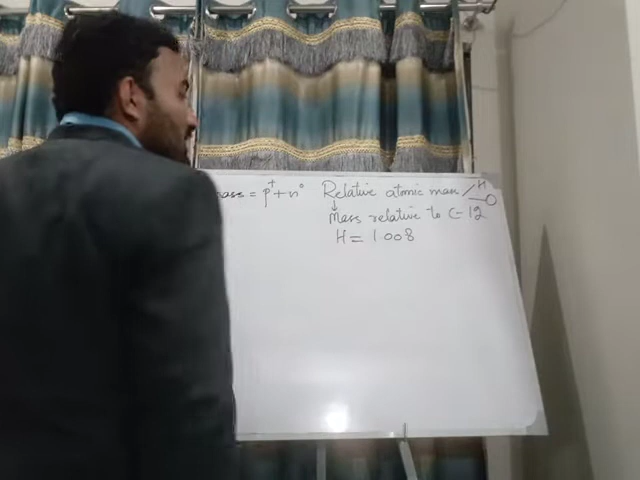 mass = p⁺ + n⁰ Relative atomic mass / H
O
Mass relative to C-12
H = 1.008